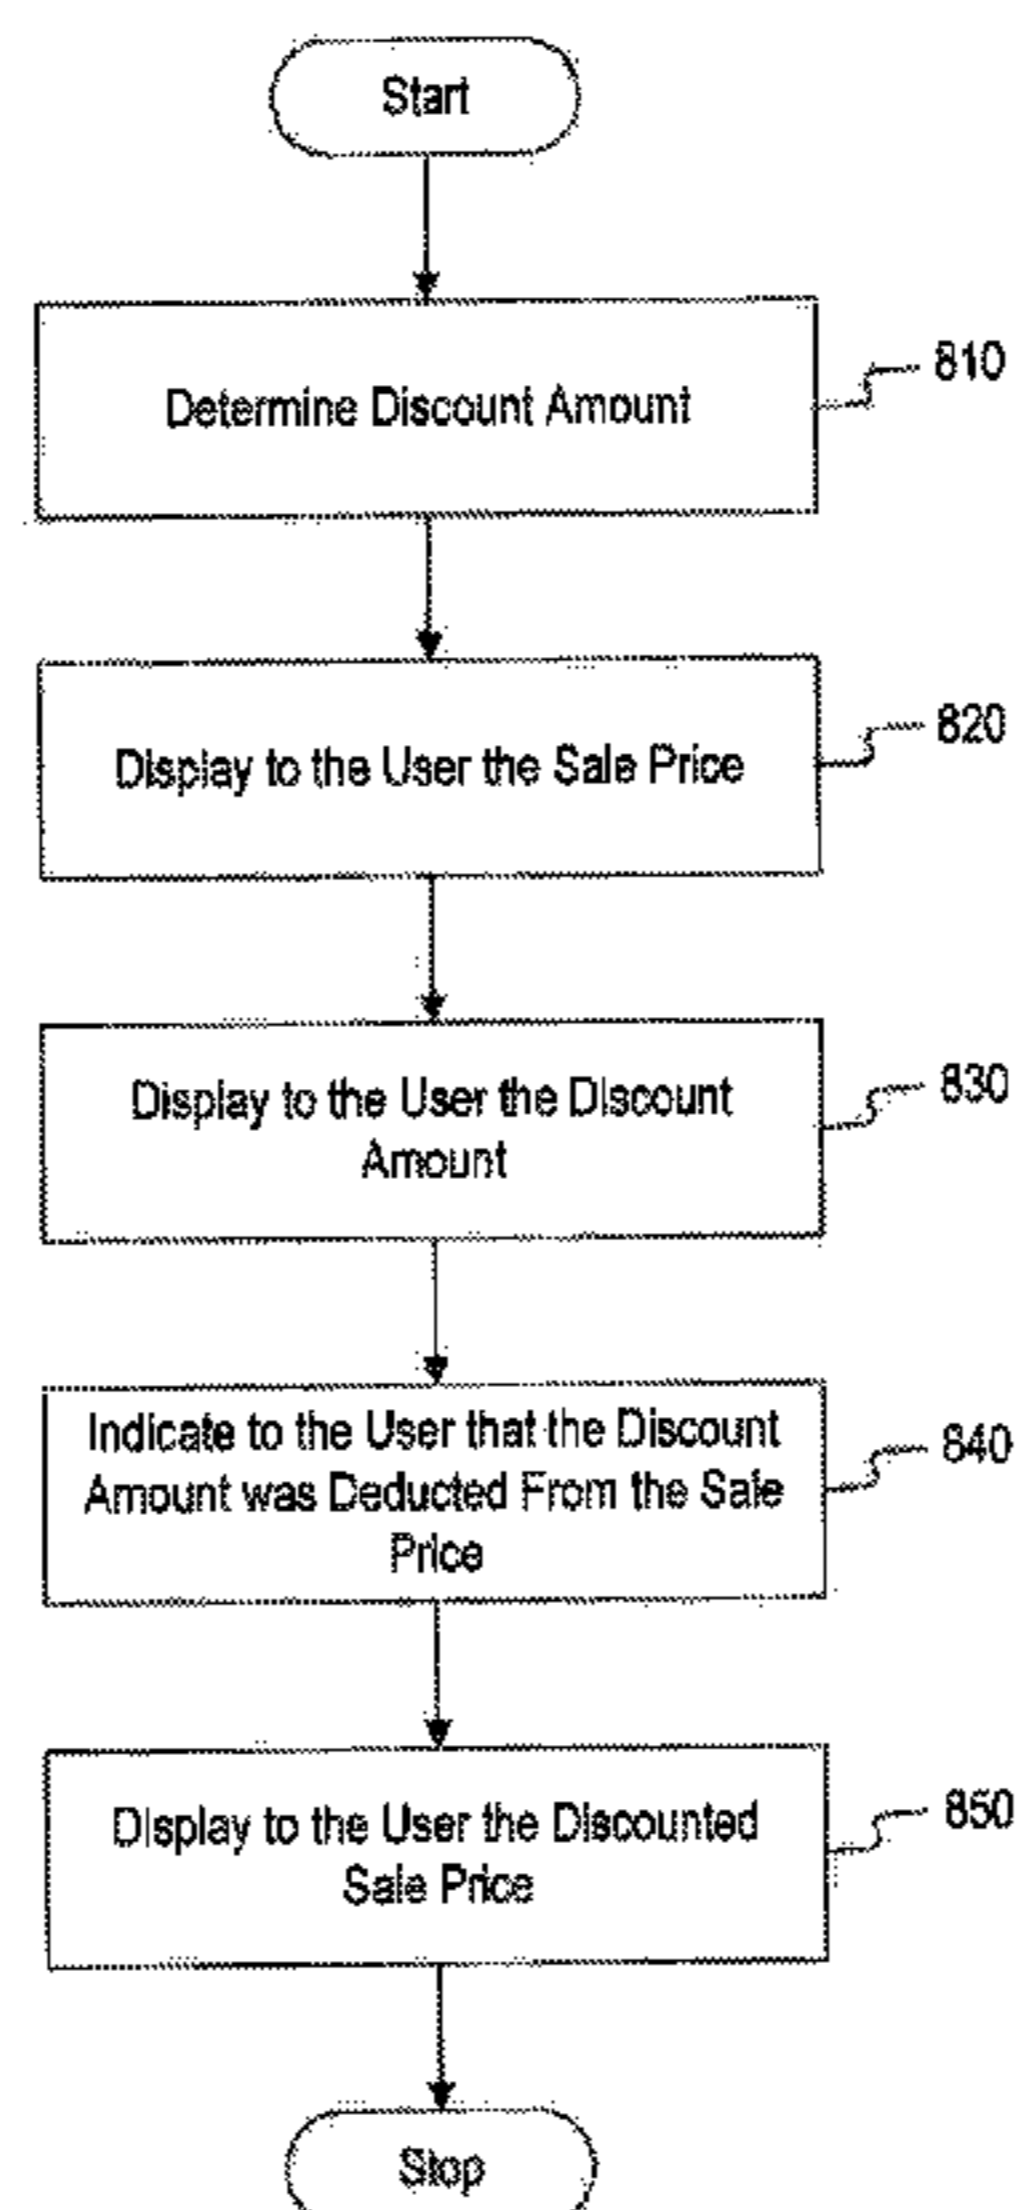 Start
Determine Discount Amount
810
Display to the User the Sale Price
820
Display to the User the Discount
Amount
830
Indicate to the User that the Discount
Amount was Deducted From the Sale
Price
840
Display to the User the Discounted
Sale Price
850
Stop